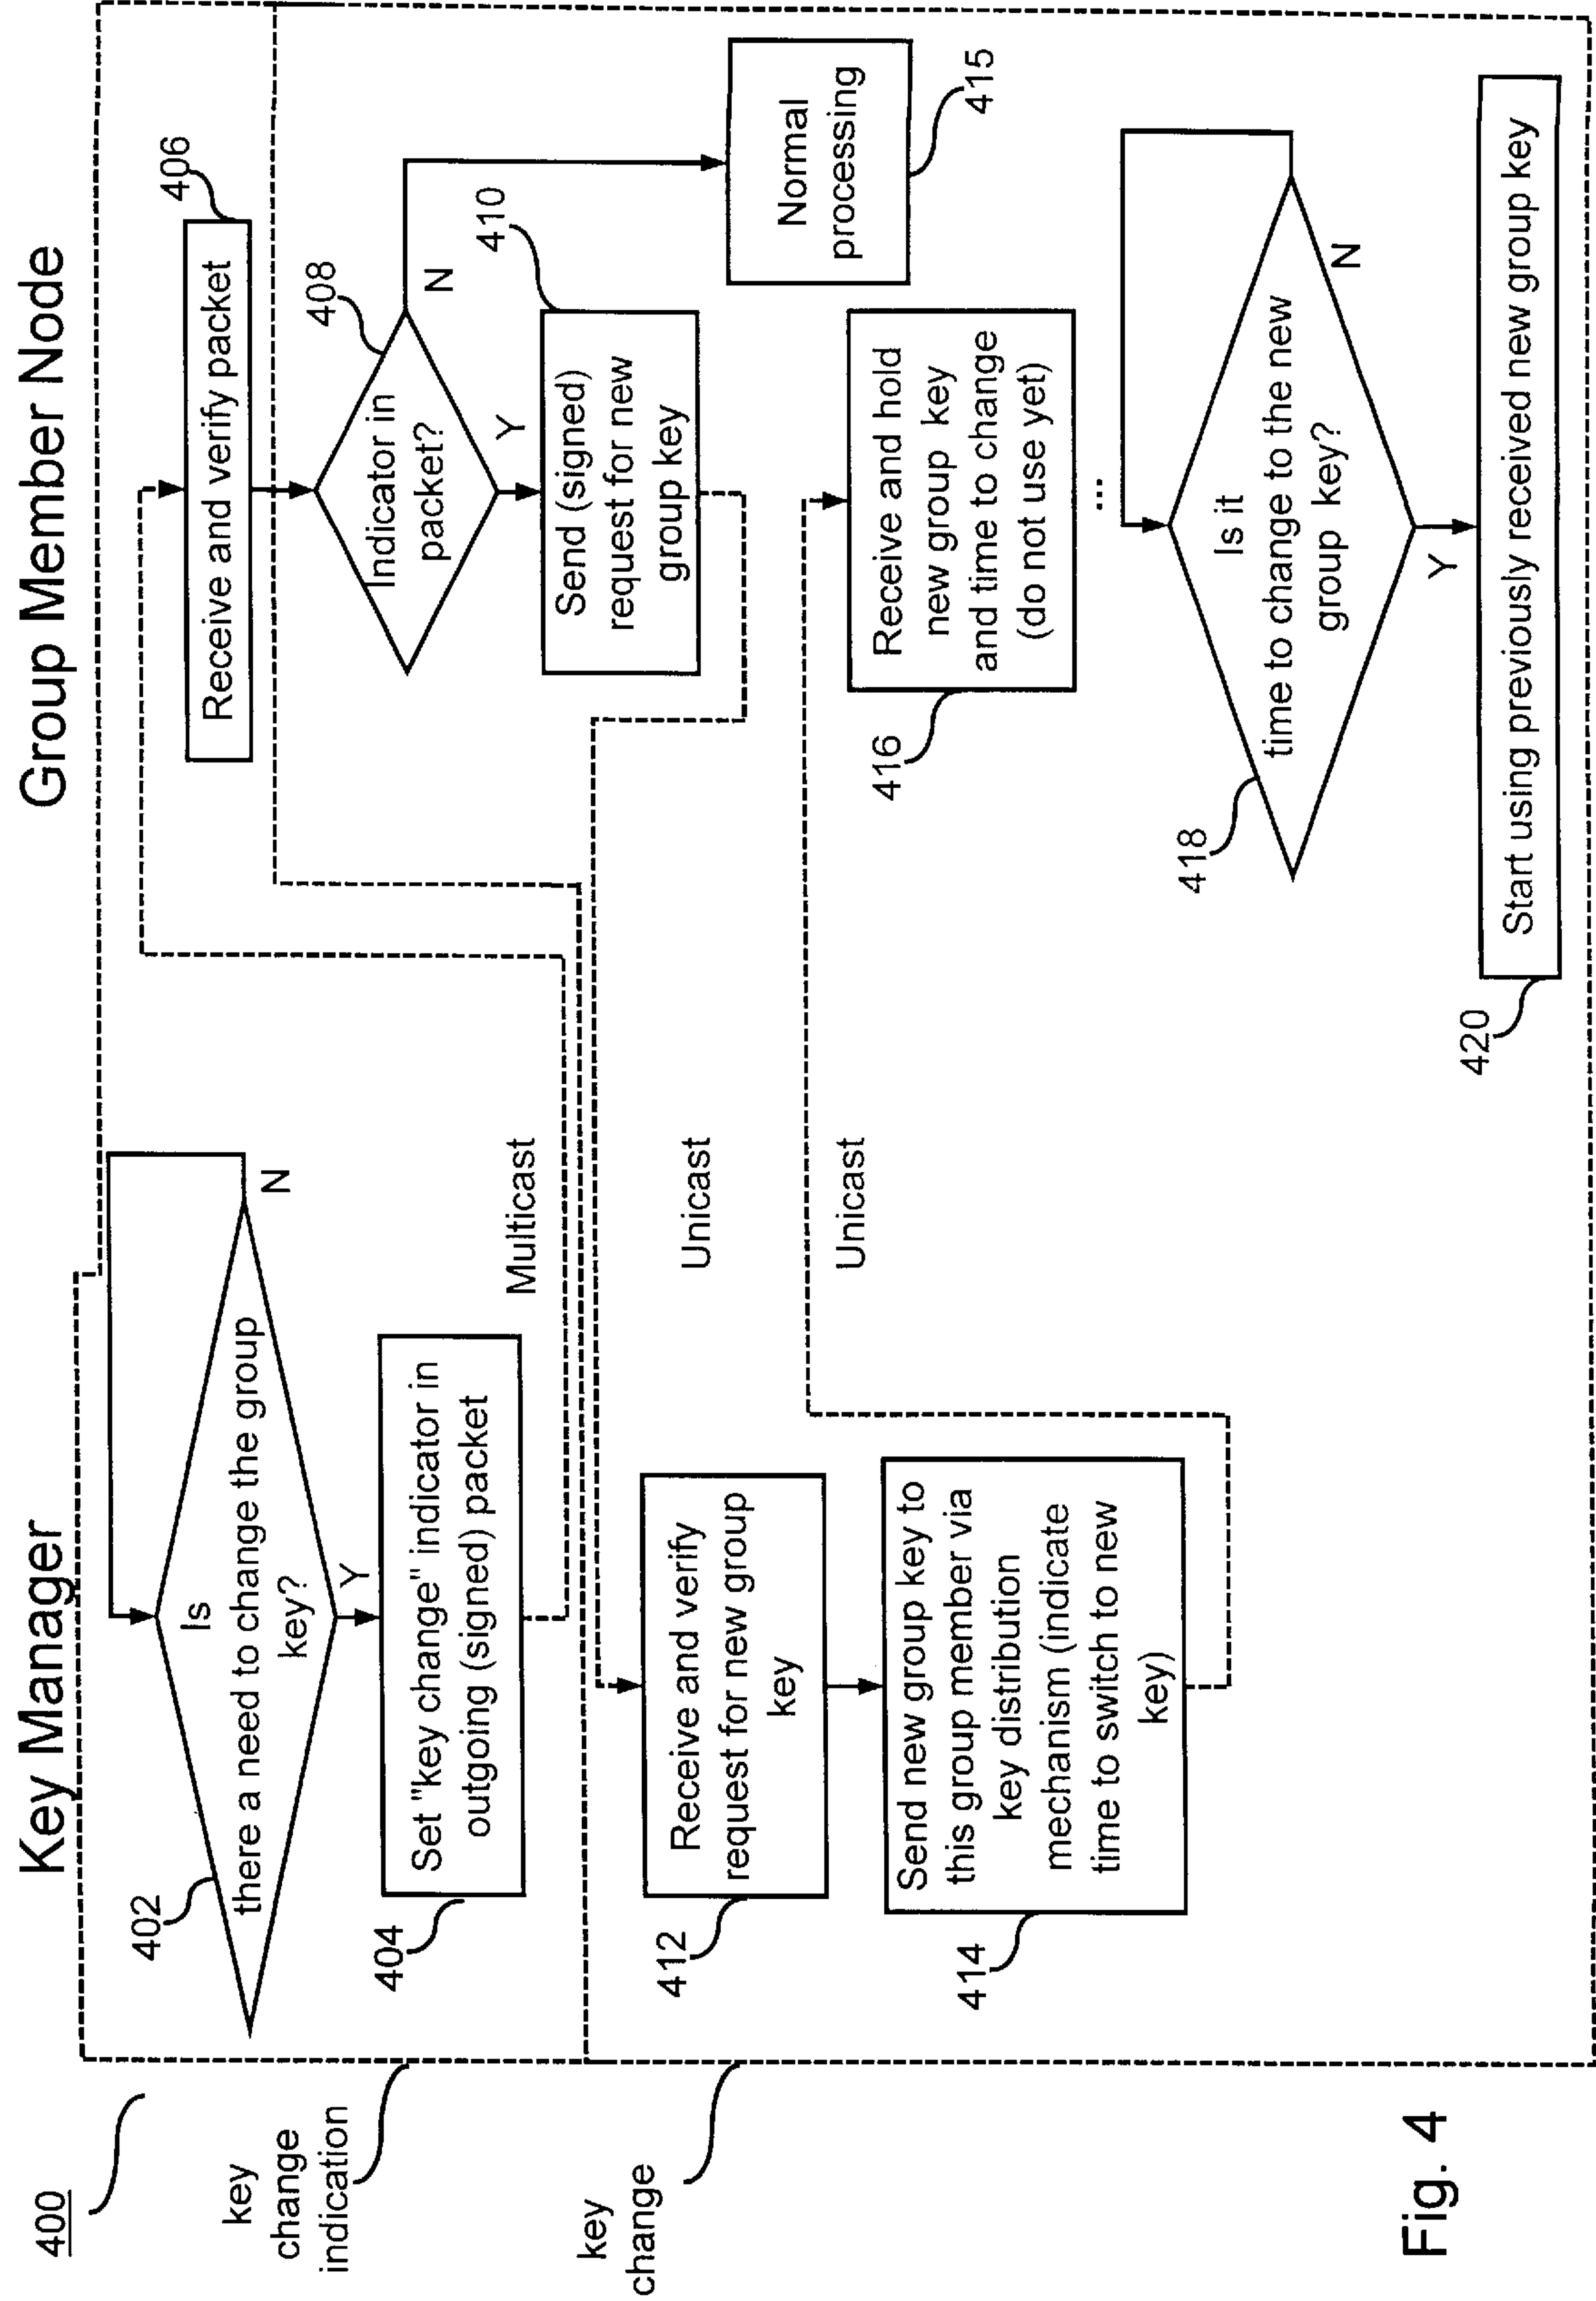 400
Key Manager
Group Member Node
key
change
indication
402
Is
there a need to change the group
key?
N
Y
404
Set "key change" indicator in
outgoing (signed) packet
Multicast
406
Receive and verify packet
408
Indicator in
packet?
N
Y
410
Send (signed)
request for new
group key
Normal
processing
415
key
change
Unicast
412
Receive and verify
request for new group
key
414
Send new group key to
this group member via
key distribution
mechanism (indicate
time to switch to new
key)
Unicast
416
Receive and hold
new group key
and time to change
(do not use yet)
...
418
Is it
time to change to the new
group key?
N
Y
420
Start using previously received new group key
Fig. 4